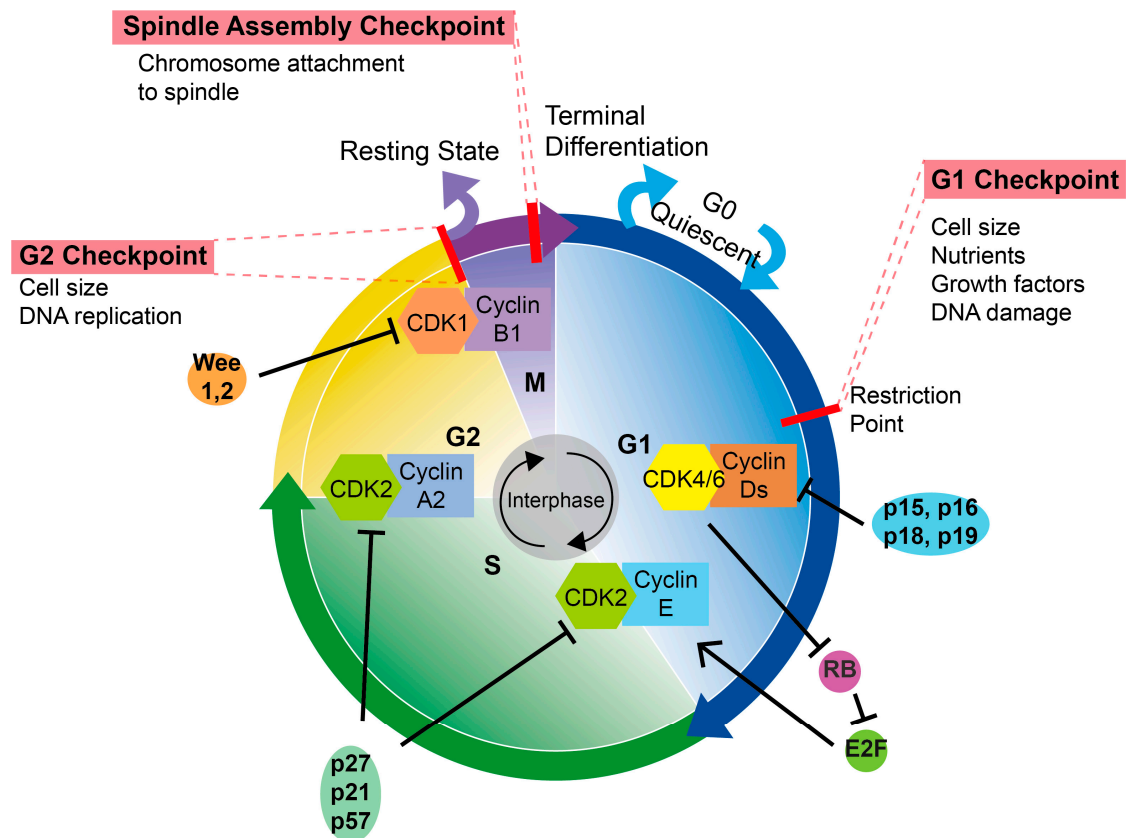 Spindle Assembly Checkpoint
Chromosome attachment
to spindle
Terminal
Differentiation
Resting State
G0
Quiescent
G1 Checkpoint
Cell size
Nutrients
Growth factors
DNA damage
G2 Checkpoint
Cell size
DNA replication
CDK1
Cyclin
B1
Wee
1,2
M
Restriction
Point
G2
G1
CDK2
Cyclin
A2
Interphase
CDK4/6
Cyclin
Ds
p15, p16
p18, p19
S
CDK2
Cyclin
E
RB
E2F
p27
p21
p57